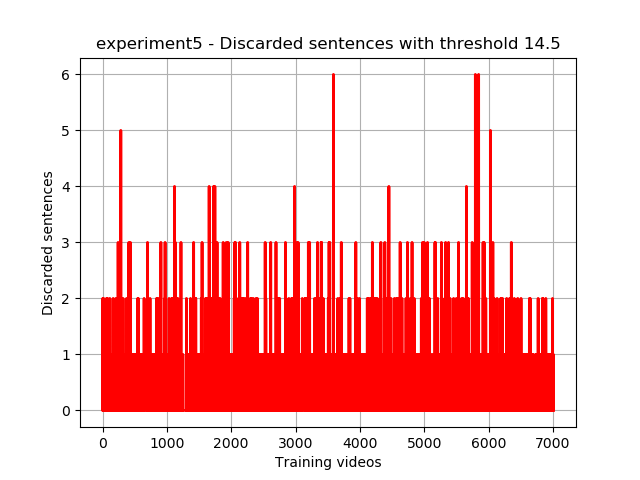 experiment5 - Discarded sentences with threshold 14.5
6
5
4
3
2
1
0
Discarded sentences
0 1000 2000 3000 4000 5000 6000 7000
Training videos